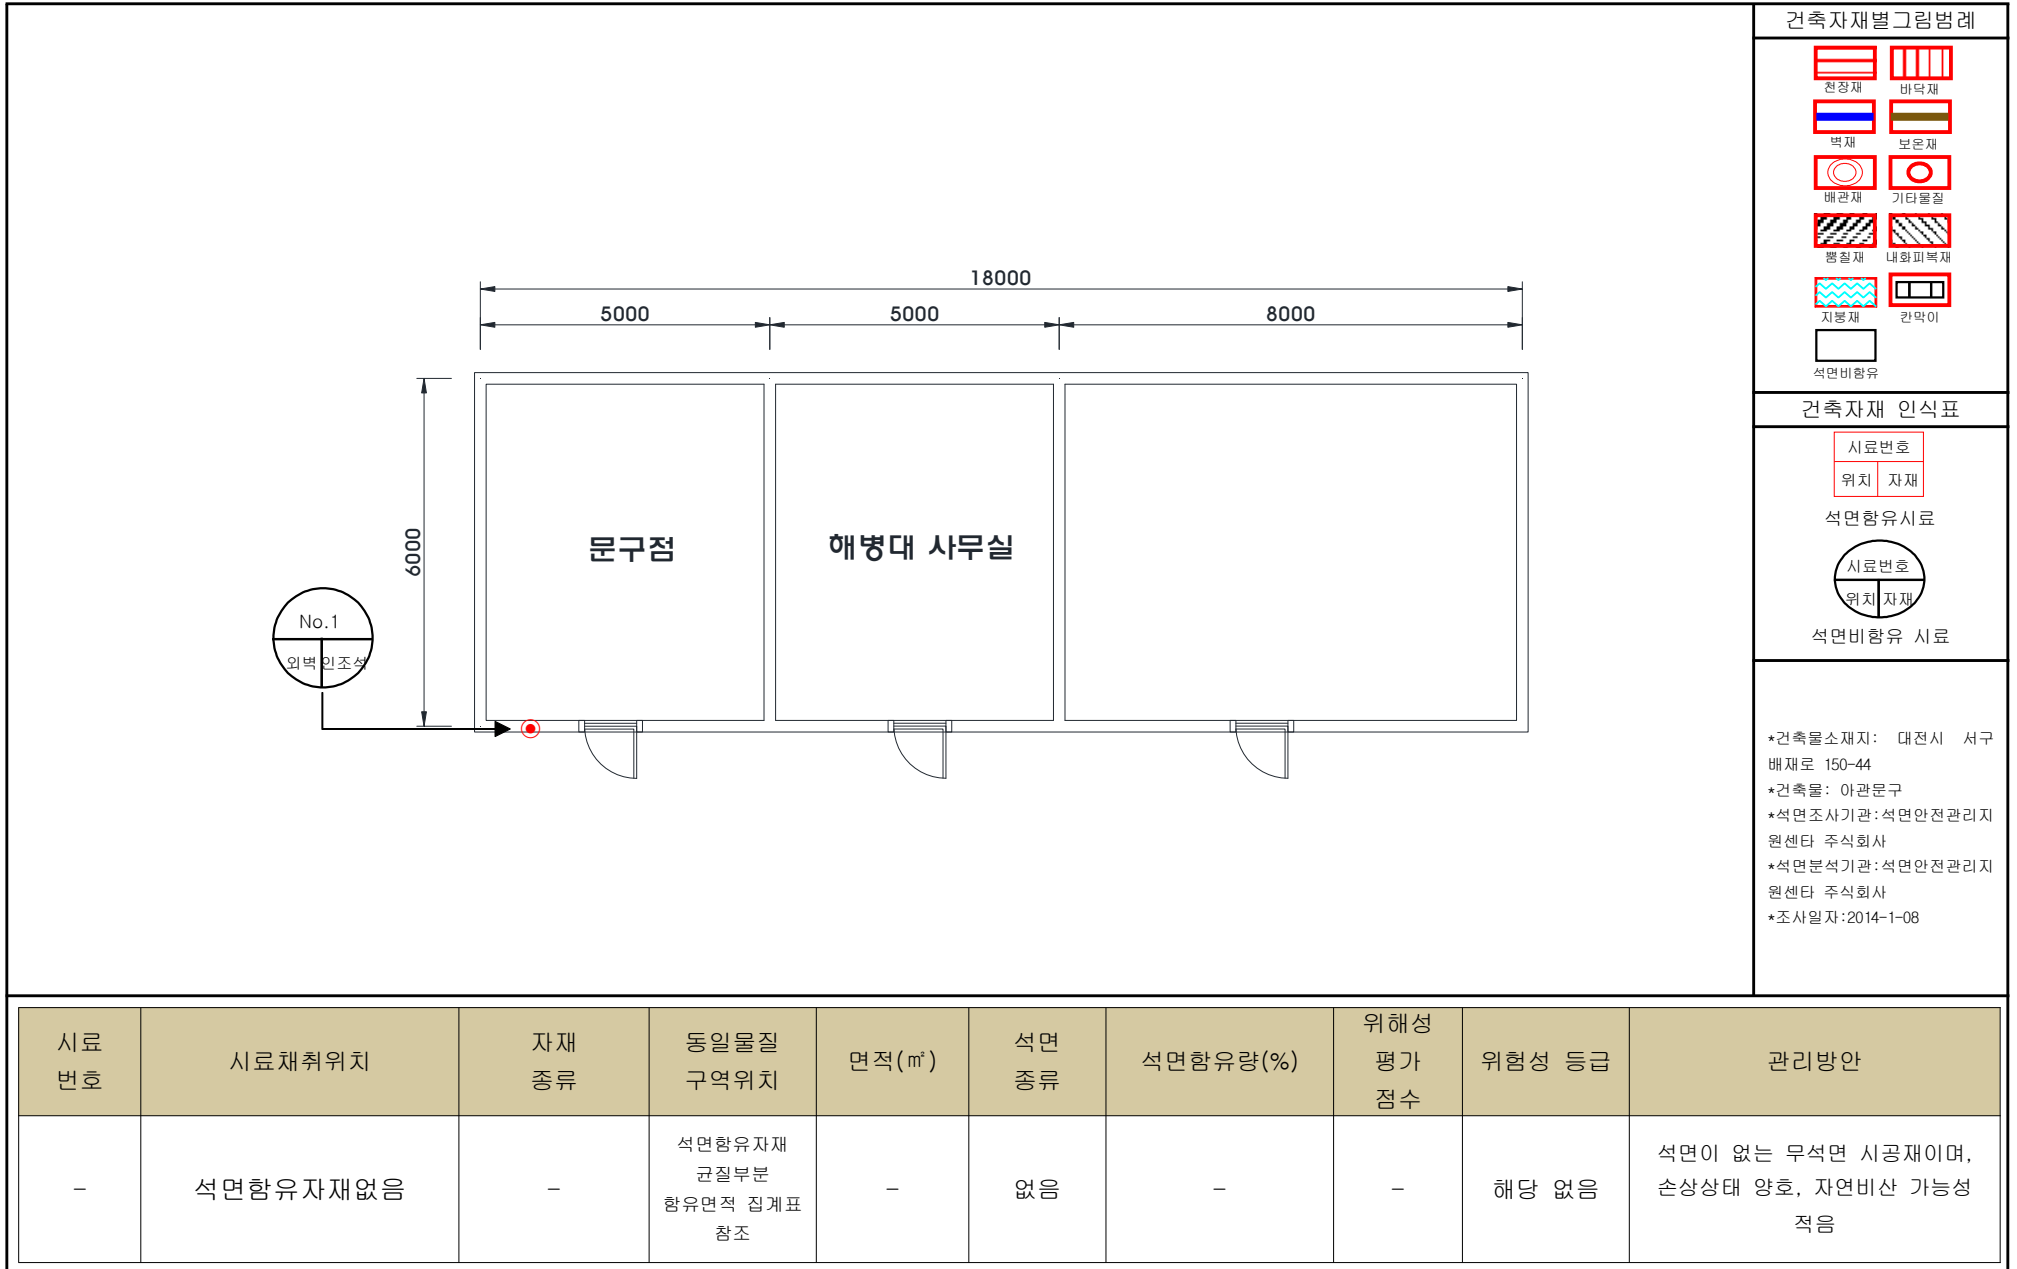 건축자재별그림범례
천장재 바닥재
벽재 보온재
배관재 기타물질
뿜칠재 내화피복재
지붕재 칸막이
석면비함유
건축자재 인식표
시료번호
위치 자재
석면함유시료
시료번호
위치 자재
석면비함유 시료
*건축물소재지: 대전시 서구
배재로 150-44
*건축물: 아관문구
*석면조사기관:석면안전관리지
원센타 주식회사
*석면분석기관:석면안전관리지
원센타 주식회사
*조사일자:2014-1-08
18000
5000 5000 8000
6000
문구점 해병대 사무실
No.1
외벽 인조석
시료
번호
시료채취위치
자재
종류
동일물질
구역위치
면적(㎡)
석면
종류
석면함유량(%)
위해성
평가
점수
위험성 등급
관리방안
-
석면함유자재없음
-
석면함유자재
균질부분
함유면적 집계표
참조
-
없음
-
-
해당 없음
석면이 없는 무석면 시공재이며,
손상상태 양호, 자연비산 가능성
적음